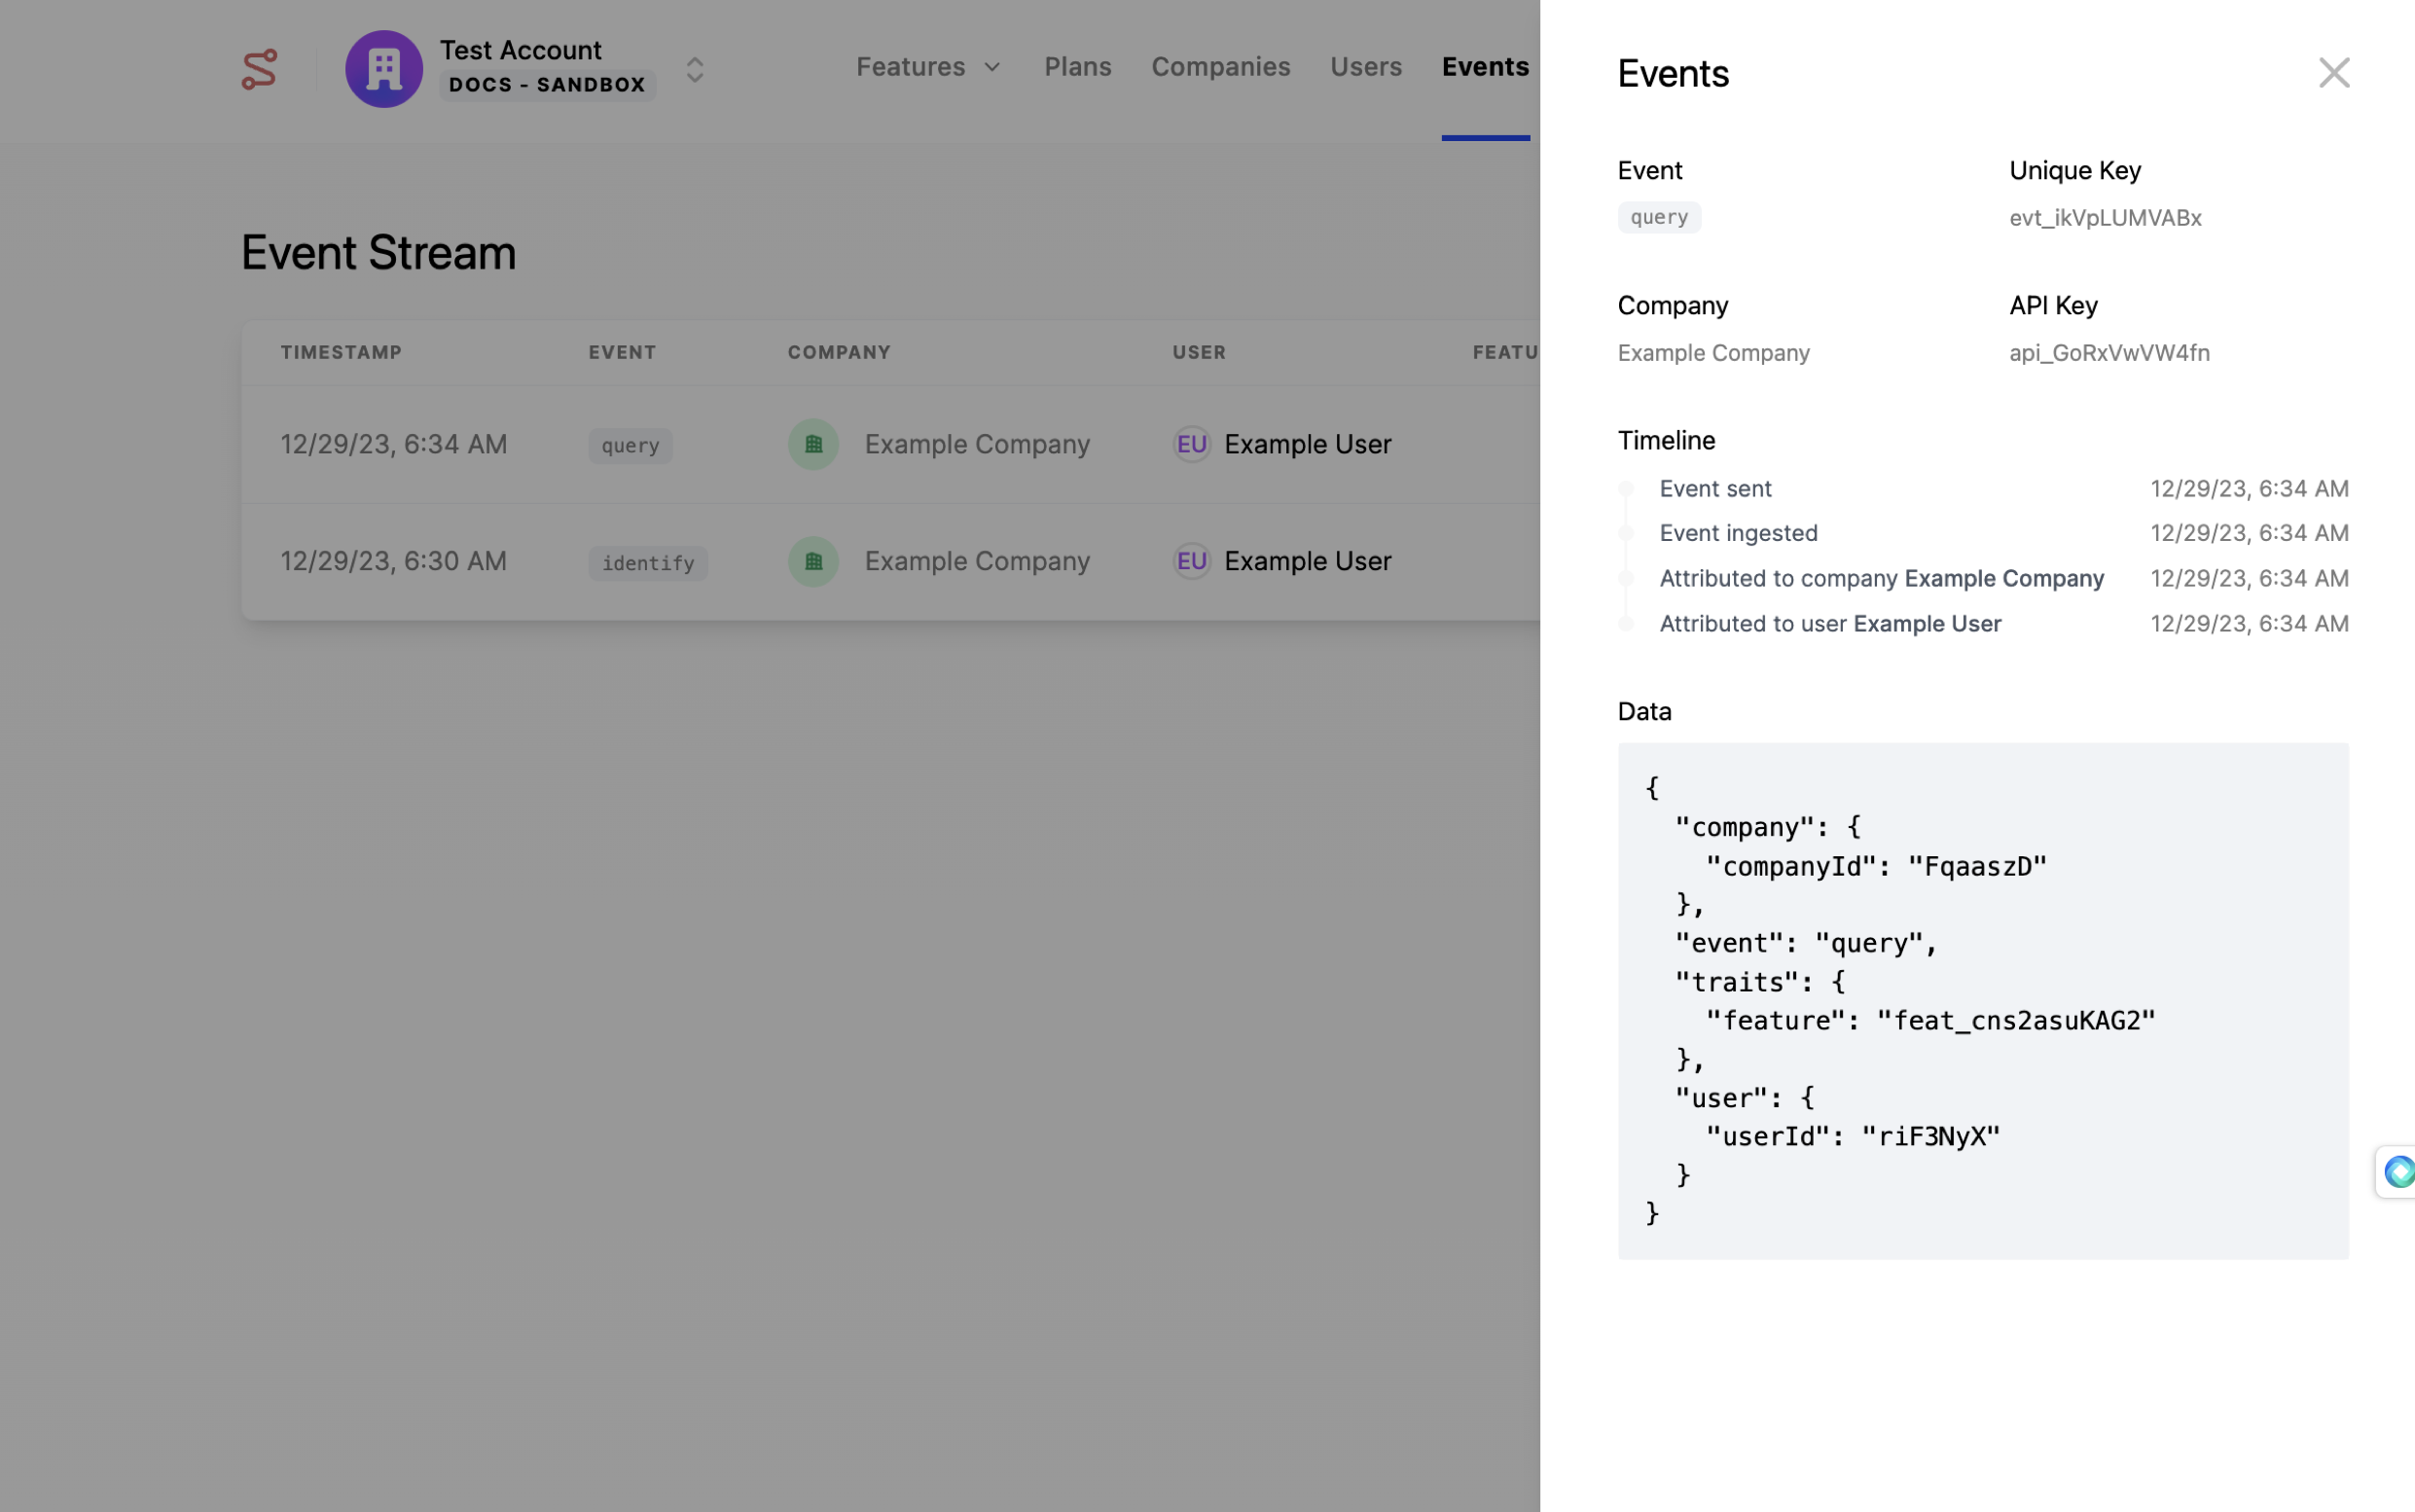 Test Account
DOCS - SANDBOX
Features
Plans
Companies
Users
Events
Event Stream
TIMESTAMP EVENT COMPANY USER FEATU
12/29/23, 6:34 AM query Example Company EU Example User
12/29/23, 6:30 AM identify Example Company EU Example User
Events
Event Unique Key
query evt_ikVpLUMVABx
Company API Key
Example Company api_GoRxVwVW4fn
Timeline
Event sent 12/29/23, 6:34 AM
Event ingested 12/29/23, 6:34 AM
Attributed to company Example Company 12/29/23, 6:34 AM
Attributed to user Example User 12/29/23, 6:34 AM
Data
{
  "company": {
    "companyId": "FqaaszD"
  },
  "event": "query",
  "traits": {
    "feature": "feat_cns2asuKAG2"
  },
  "user": {
    "userId": "riF3NyX"
  }
}